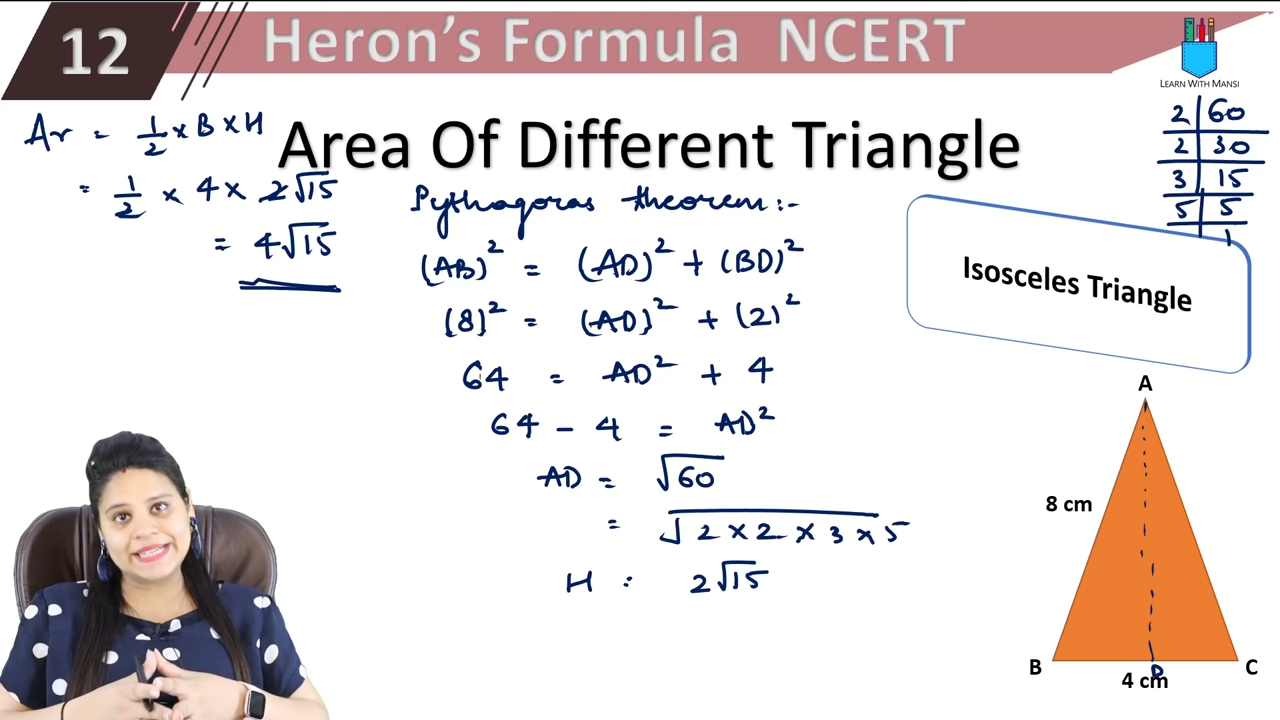 12
Heron's Formula NCERT
LEARN WITH MANSI
Area Of Different Triangle
Ar = 1/2 × B × H
= 1/2 × 4 × 2√15
= 4√15
Pythagoras theorem:-
(AB)² = (AD)² + (BD)²
(8)² = (AD)² + (2)²
64 = AD² + 4
64 - 4 = AD²
AD = √60
= √2 × 2 × 3 × 5
H : 2√15
2 | 60
2 | 30
3 | 15
5 | 5
1
Isosceles Triangle
A
8 cm
B D C
4 cm